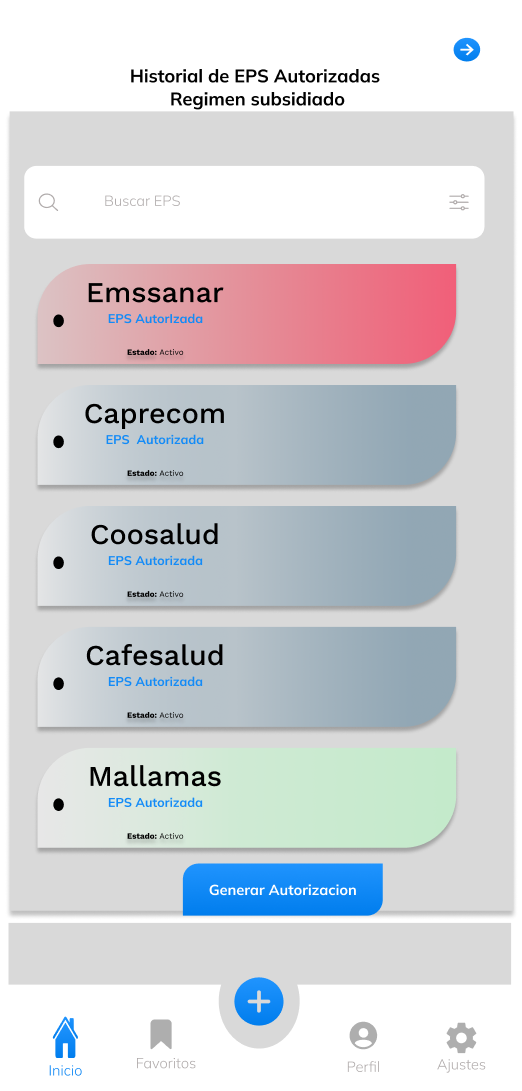 Historial de EPS Autorizadas
Regimen subsidiado
Buscar EPS
Emssanar
EPS AutorIzada
Estado: Activo
Caprecom
EPS Autorizada
Estado: Activo
Coosalud
EPS Autorizada
Estado: Activo
Cafesalud
EPS Autorizada
Estado: Activo
Mallamas
EPS Autorizada
Estado: Activo
Generar Autorizacion
Inicio
Favoritos
Perfil
Ajustes